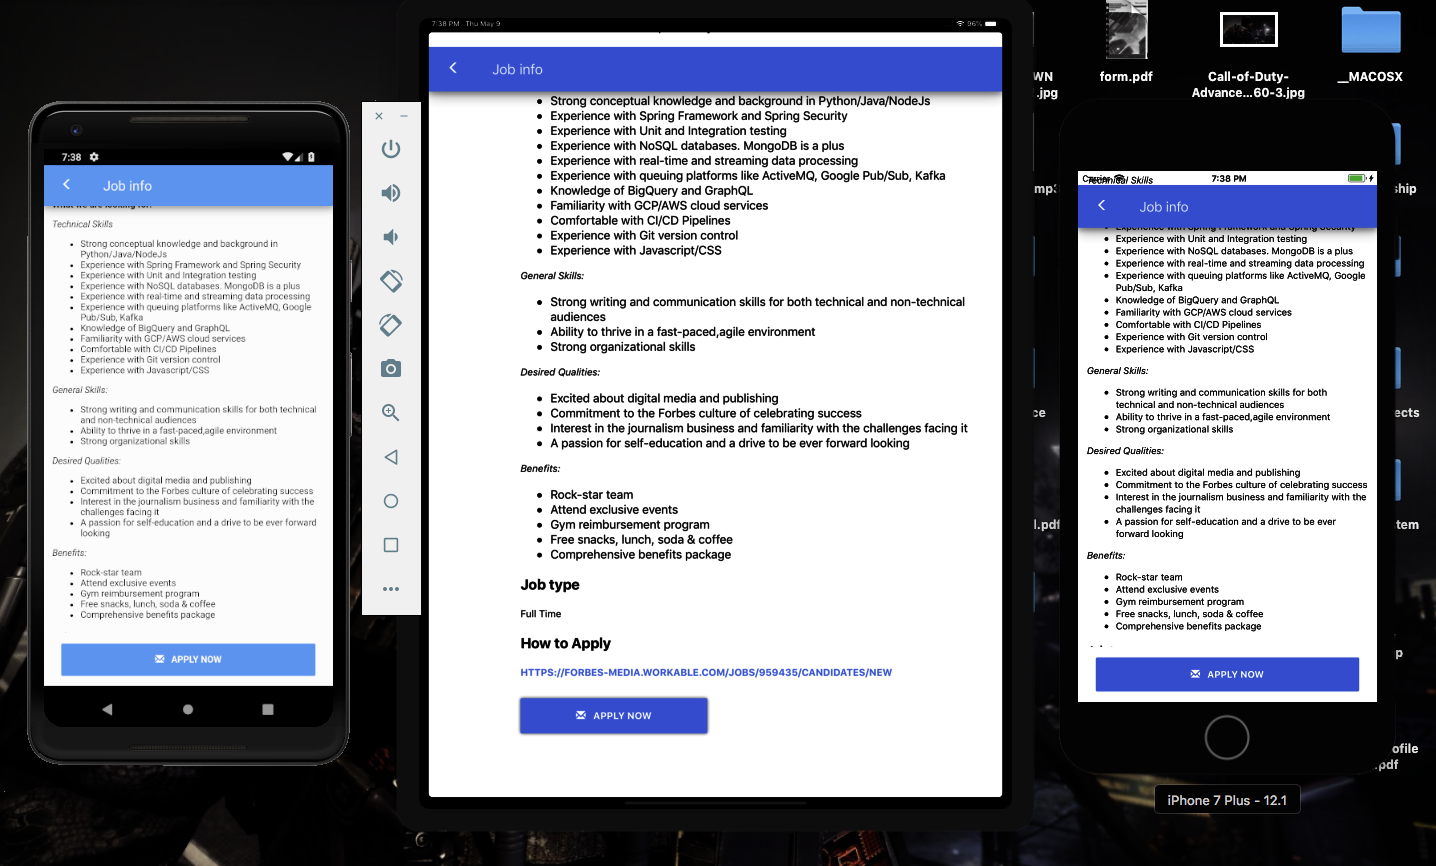 7:38
Job info
What we are looking for?
Technical Skills
Strong conceptual knowledge and background in
Python/Java/NodeJs
Experience with Spring Framework and Spring Security
Experience with Unit and Integration testing
Experience with NoSQL databases. MongoDB is a plus
Experience with real-time and streaming data processing
Experience with queuing platforms like ActiveMQ, Google
Pub/Sub, Kafka
Knowledge of BigQuery and GraphQL
Familiarity with GCP/AWS cloud services
Comfortable with CI/CD Pipelines
Experience with Git version control
Experience with Javascript/CSS
General Skills:
Strong writing and communication skills for both technical
and non-technical audiences
Ability to thrive in a fast-paced,agile environment
Strong organizational skills
Desired Qualities:
Excited about digital media and publishing
Commitment to the Forbes culture of celebrating success
Interest in the journalism business and familiarity with the
challenges facing it
A passion for self-education and a drive to be ever forward
looking
Benefits:
Rock-star team
Attend exclusive events
Gym reimbursement program
Free snacks, lunch, soda & coffee
Comprehensive benefits package
APPLY NOW
7:38 PM Thu May 9
96%
Job info
Strong conceptual knowledge and background in Python/Java/NodeJs
Experience with Spring Framework and Spring Security
Experience with Unit and Integration testing
Experience with NoSQL databases. MongoDB is a plus
Experience with real-time and streaming data processing
Experience with queuing platforms like ActiveMQ, Google Pub/Sub, Kafka
Knowledge of BigQuery and GraphQL
Familiarity with GCP/AWS cloud services
Comfortable with CI/CD Pipelines
Experience with Git version control
Experience with Javascript/CSS
General Skills:
Strong writing and communication skills for both technical and non-technical
audiences
Ability to thrive in a fast-paced,agile environment
Strong organizational skills
Desired Qualities:
Excited about digital media and publishing
Commitment to the Forbes culture of celebrating success
Interest in the journalism business and familiarity with the challenges facing it
A passion for self-education and a drive to be ever forward looking
Benefits:
Rock-star team
Attend exclusive events
Gym reimbursement program
Free snacks, lunch, soda & coffee
Comprehensive benefits package
Job type
Full Time
How to Apply
HTTPS://FORBES-MEDIA.WORKABLE.COM/JOBS/959435/CANDIDATES/NEW
APPLY NOW
WN
.jpg
form.pdf
Call-of-Duty-
Advance...60-3.jpg
__MACOSX
mp3
ship
ce
ects
l.pdf
tem
p
ofile
.pdf
Carrier
Technical Skills
7:38 PM
Job info
Experience with Spring Framework and Spring Security
Experience with Unit and Integration testing
Experience with NoSQL databases. MongoDB is a plus
Experience with real-time and streaming data processing
Experience with queuing platforms like ActiveMQ, Google
Pub/Sub, Kafka
Knowledge of BigQuery and GraphQL
Familiarity with GCP/AWS cloud services
Comfortable with CI/CD Pipelines
Experience with Git version control
Experience with Javascript/CSS
General Skills:
Strong writing and communication skills for both
technical and non-technical audiences
Ability to thrive in a fast-paced,agile environment
Strong organizational skills
Desired Qualities:
Excited about digital media and publishing
Commitment to the Forbes culture of celebrating success
Interest in the journalism business and familiarity with the
challenges facing it
A passion for self-education and a drive to be ever
forward looking
Benefits:
Rock-star team
Attend exclusive events
Gym reimbursement program
Free snacks, lunch, soda & coffee
Comprehensive benefits package
APPLY NOW
iPhone 7 Plus - 12.1